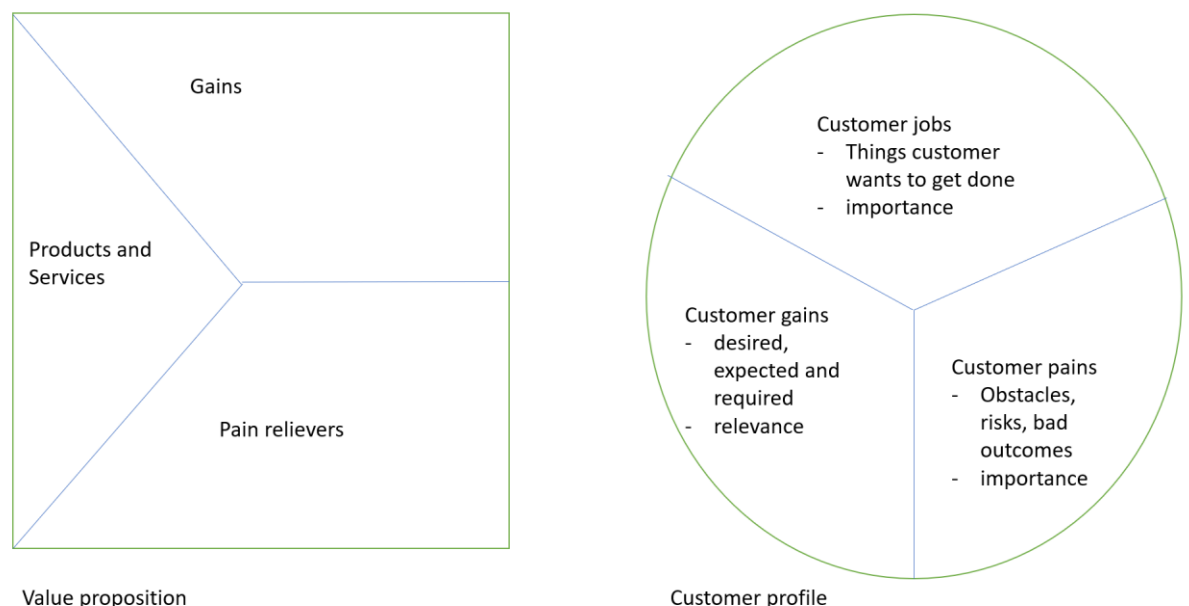 Gains
Products and
Services
Pain relievers
Value proposition
Customer jobs
- Things customer
wants to get done
- importance
Customer gains
- desired,
expected and
required
- relevance
Customer pains
- Obstacles,
risks, bad
outcomes
- importance
Customer profile